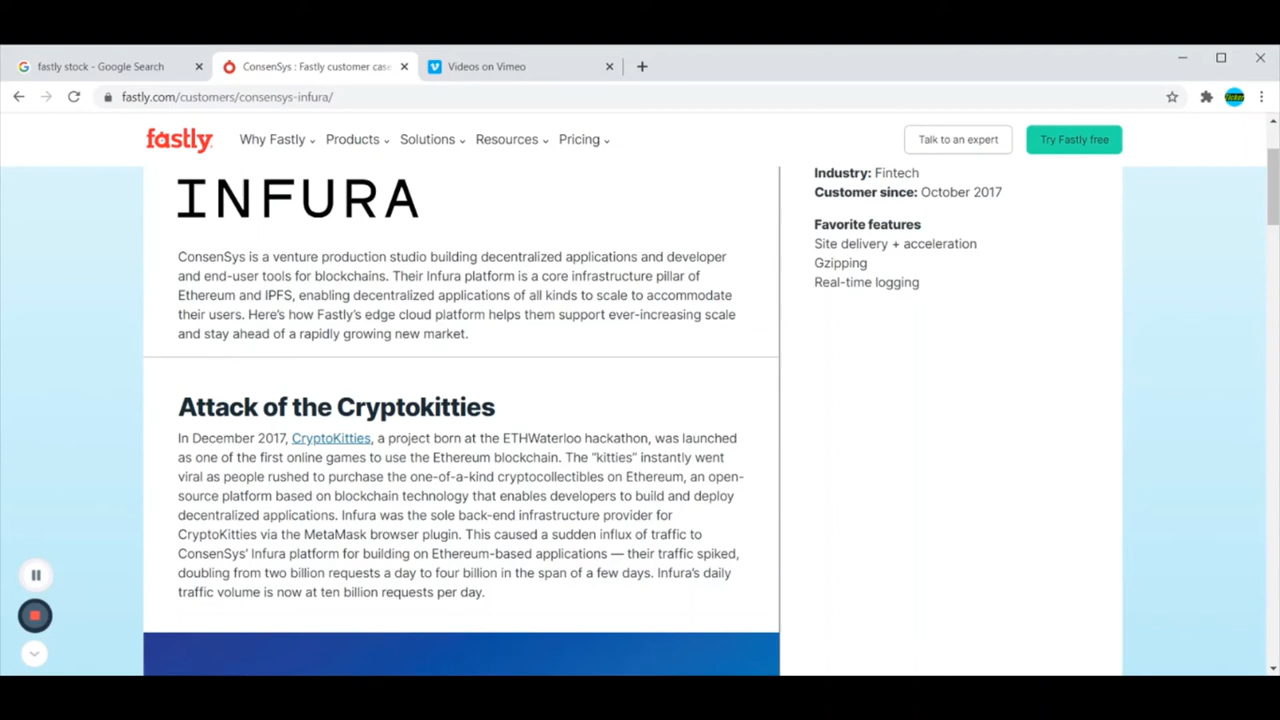 fastly stock - Google Search
ConsenSys : Fastly customer case
Videos on Vimeo
fastly.com/customers/consensys-infura/
fastly
Why Fastly
Products
Solutions
Resources
Pricing
Talk to an expert
Try Fastly free
INFURA
ConsenSys is a venture production studio building decentralized applications and developer
and end-user tools for blockchains. Their Infura platform is a core infrastructure pillar of
Ethereum and IPFS, enabling decentralized applications of all kinds to scale to accommodate
their users. Here’s how Fastly’s edge cloud platform helps them support ever-increasing scale
and stay ahead of a rapidly growing new market.
Industry: Fintech
Customer since: October 2017
Favorite features
Site delivery + acceleration
Gzipping
Real-time logging
Attack of the Cryptokitties
In December 2017, CryptoKitties, a project born at the ETHWaterloo hackathon, was launched
as one of the first online games to use the Ethereum blockchain. The “kitties” instantly went
viral as people rushed to purchase the one-of-a-kind cryptocollectibles on Ethereum, an open-
source platform based on blockchain technology that enables developers to build and deploy
decentralized applications. Infura was the sole back-end infrastructure provider for
CryptoKitties via the MetaMask browser plugin. This caused a sudden influx of traffic to
ConsenSys’ Infura platform for building on Ethereum-based applications — their traffic spiked,
doubling from two billion requests a day to four billion in the span of a few days. Infura’s daily
traffic volume is now at ten billion requests per day.